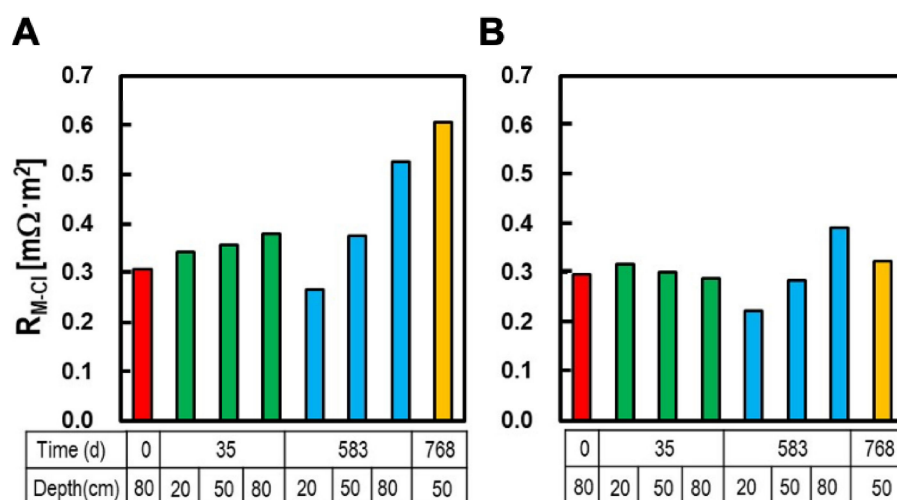 A B
0.7 0.7
0.6 0.6
0.5 0.5
0.4 0.4
0.3 0.3
0.2 0.2
0.1 0.1
0.0 0.0
R_M-Cl [mΩ·m²]
Time (d) 0 35 583 768 0 35 583 768
Depth(cm) 80 20 50 80 20 50 80 50 80 20 50 80 20 50 80 50